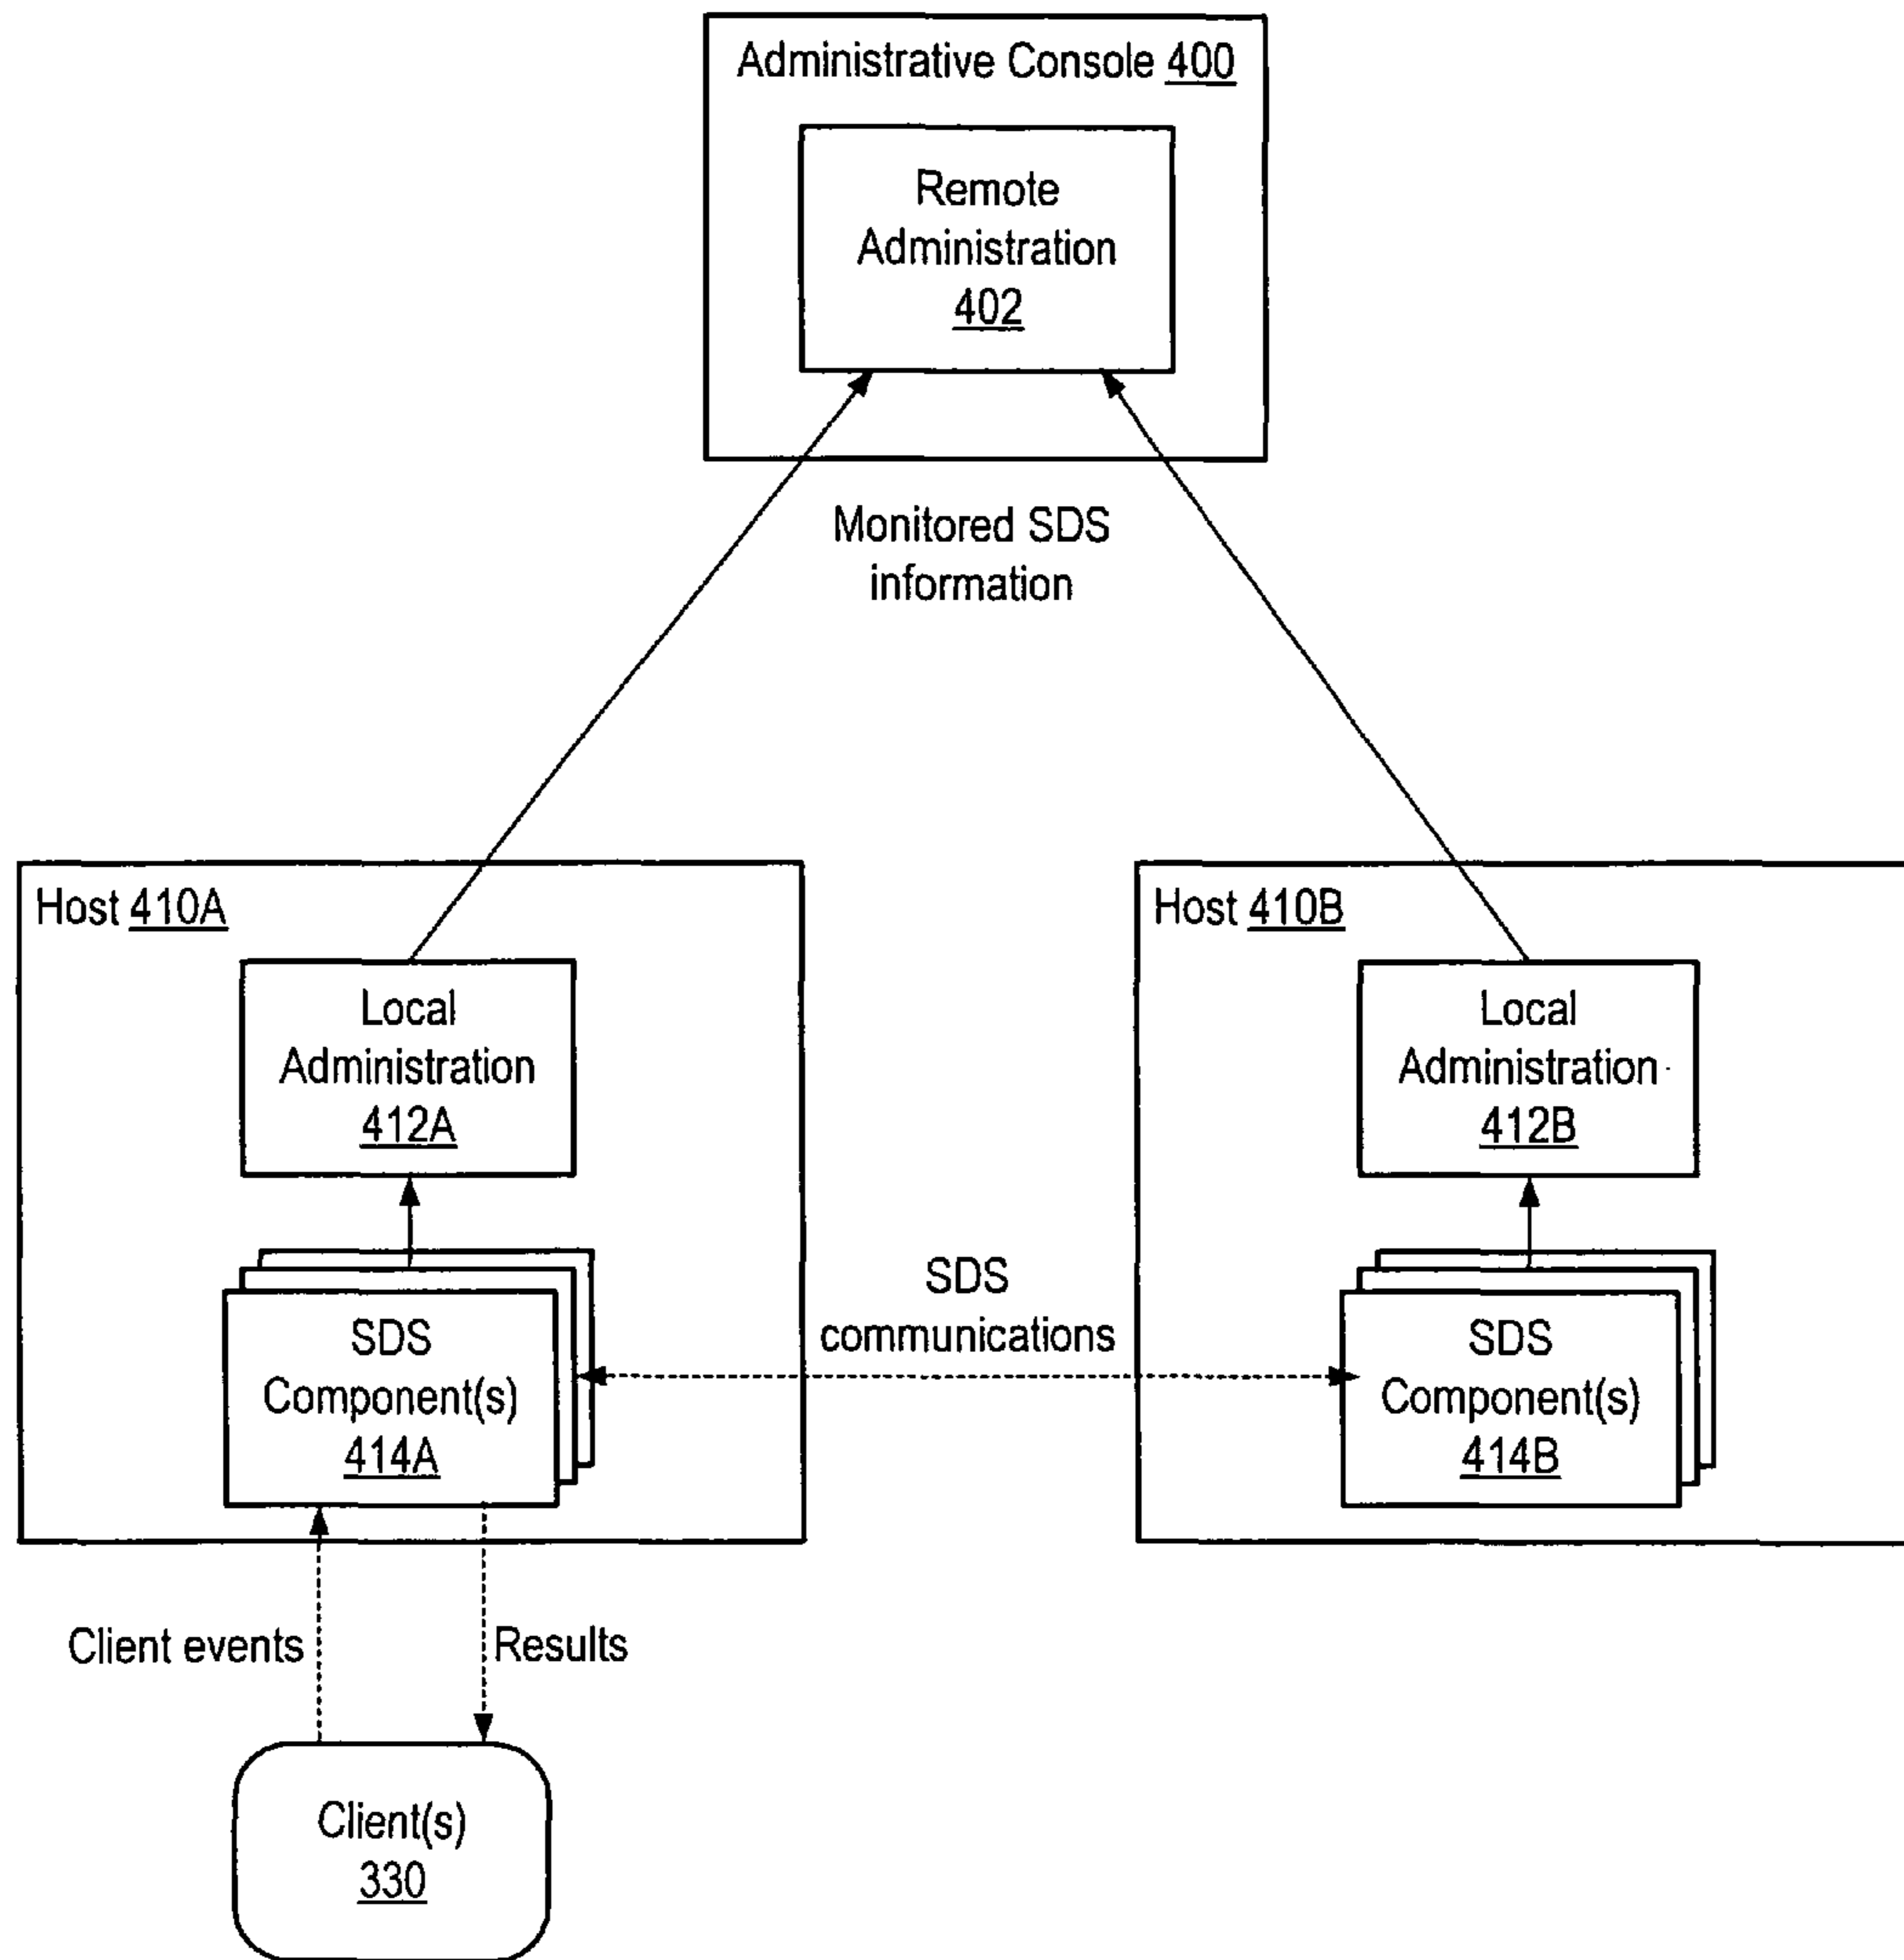 Administrative Console 400
Remote
Administration
402
Monitored SDS
information
Host 410A
Local
Administration
412A
SDS
Component(s)
414A
SDS
communications
Host 410B
Local
Administration
412B
SDS
Component(s)
414B
Client events
Results
Client(s)
330